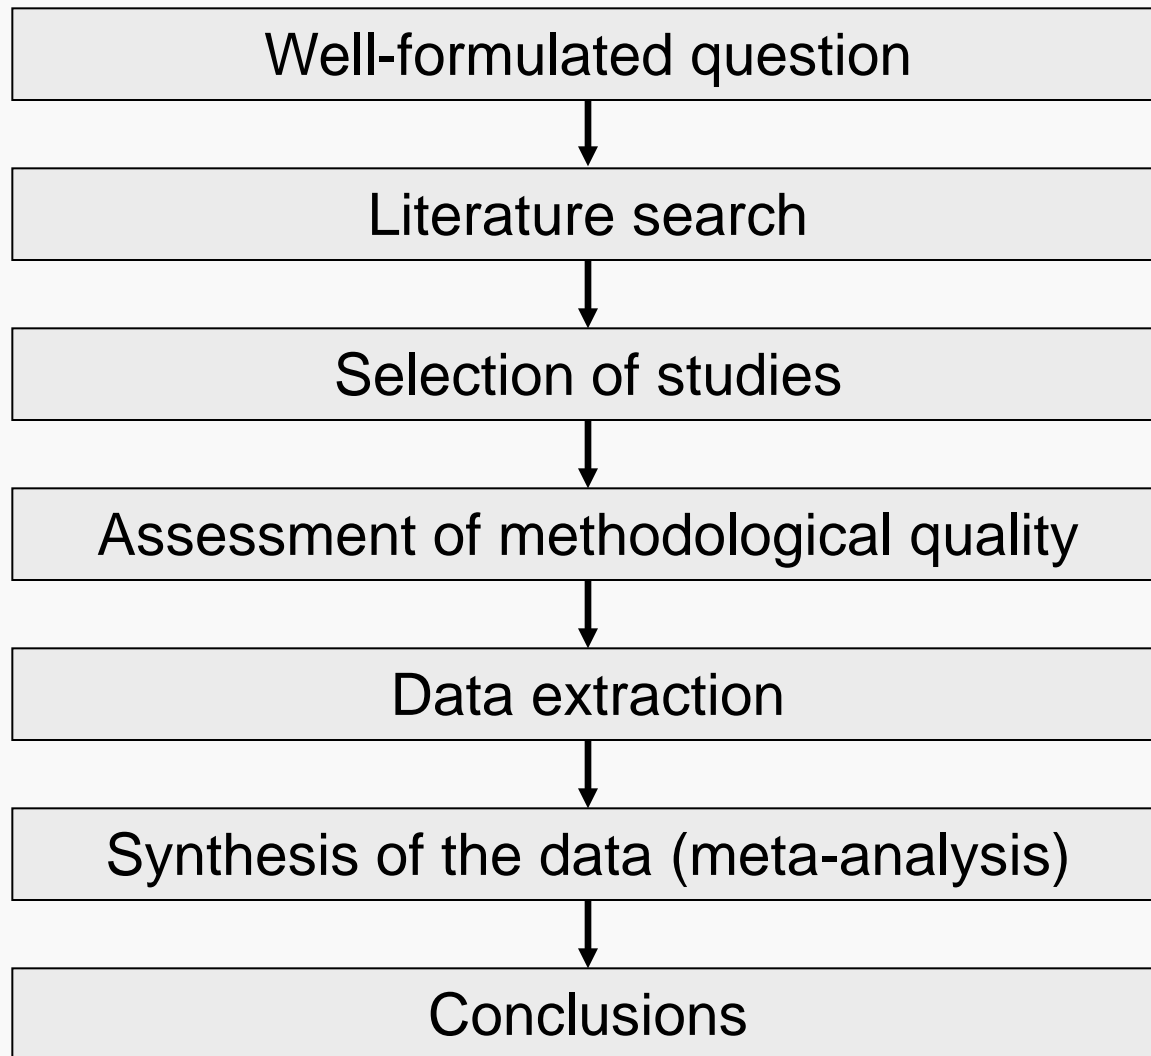 Well-formulated question
Literature search
Selection of studies
Assessment of methodological quality
Data extraction
Synthesis of the data (meta-analysis)
Conclusions